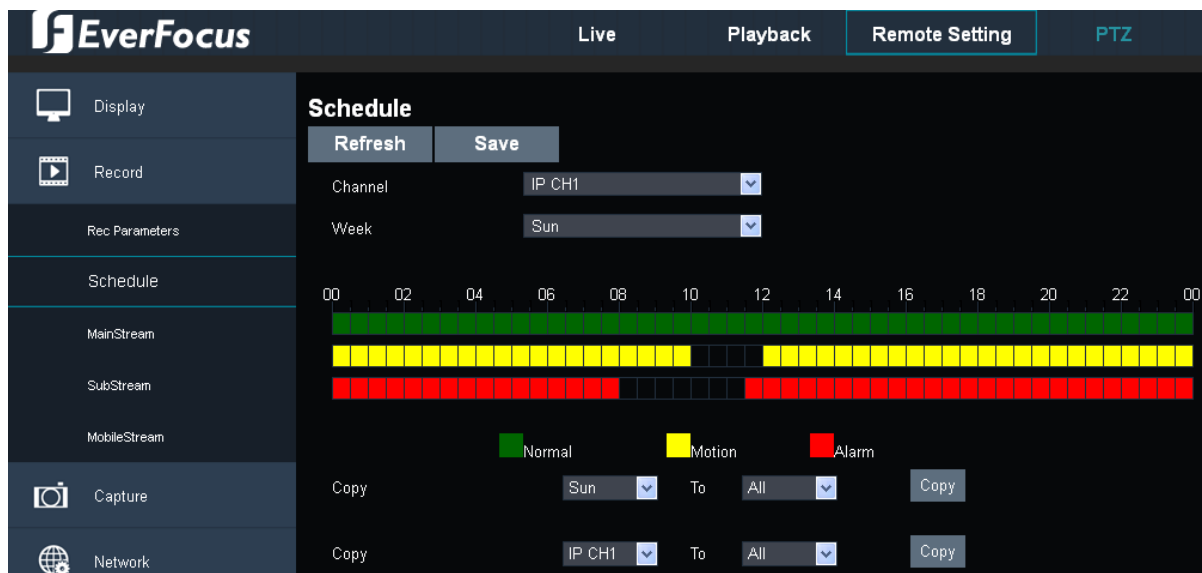 EverFocus
Live Playback Remote Setting PTZ
Display
Record
Rec Parameters
Schedule
MainStream
SubStream
MobileStream
Capture
Network
Schedule
Refresh Save
Channel IP CH1
Week Sun
00 02 04 06 08 10 12 14 16 18 20 22 00
Normal Motion Alarm
Copy Sun To All Copy
Copy IP CH1 To All Copy